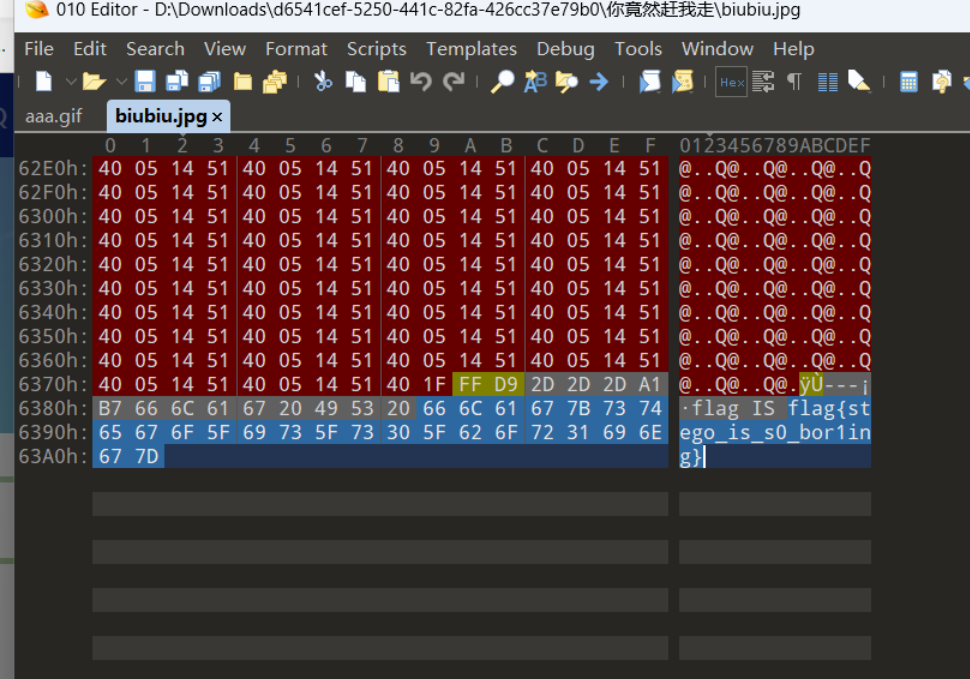 010 Editor - D:\Downloads\d6541cef-5250-441c-82fa-426cc37e79b0\你竟然赶我走\biubiu.jpg
File Edit Search View Format Scripts Templates Debug Tools Window Help
Hex
aaa.gif biubiu.jpg ×
0 1 2 3 4 5 6 7 8 9 A B C D E F 0123456789ABCDEF
62E0h: 40 05 14 51 40 05 14 51 40 05 14 51 40 05 14 51 @..Q@..Q@..Q@..Q
62F0h: 40 05 14 51 40 05 14 51 40 05 14 51 40 05 14 51 @..Q@..Q@..Q@..Q
6300h: 40 05 14 51 40 05 14 51 40 05 14 51 40 05 14 51 @..Q@..Q@..Q@..Q
6310h: 40 05 14 51 40 05 14 51 40 05 14 51 40 05 14 51 @..Q@..Q@..Q@..Q
6320h: 40 05 14 51 40 05 14 51 40 05 14 51 40 05 14 51 @..Q@..Q@..Q@..Q
6330h: 40 05 14 51 40 05 14 51 40 05 14 51 40 05 14 51 @..Q@..Q@..Q@..Q
6340h: 40 05 14 51 40 05 14 51 40 05 14 51 40 05 14 51 @..Q@..Q@..Q@..Q
6350h: 40 05 14 51 40 05 14 51 40 05 14 51 40 05 14 51 @..Q@..Q@..Q@..Q
6360h: 40 05 14 51 40 05 14 51 40 05 14 51 40 05 14 51 @..Q@..Q@..Q@..Q
6370h: 40 05 14 51 40 05 14 51 40 1F FF D9 2D 2D 2D A1 @..Q@..Q@.ÿÙ---¡
6380h: B7 66 6C 61 67 20 49 53 20 66 6C 61 67 7B 73 74 ·flag IS flag{st
6390h: 65 67 6F 5F 69 73 5F 73 30 5F 62 6F 72 31 69 6E ego_is_s0_bor1in
63A0h: 67 7D g}